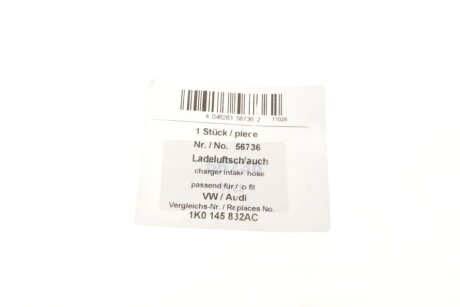 4 046283 56736 2 11028
1 Stück / piece
Nr. / No. 56736
Ladeluftschlauch
charger intake hose
passend für / to fit
VW / Audi
Vergleichs-Nr. / Replaces No.
1K0 145 832AC